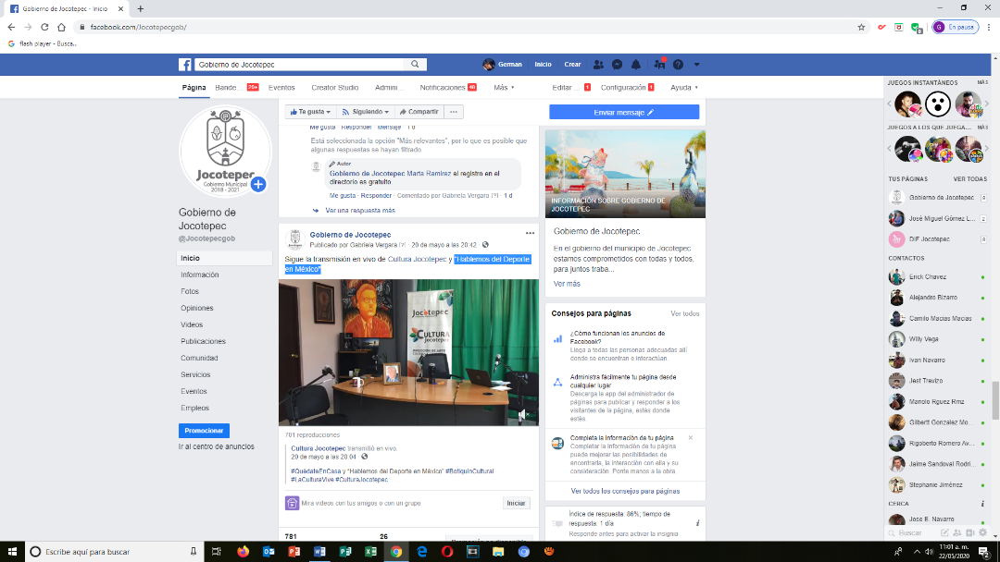 Gobierno de Jocotepec - Inicio
facebook.com/Jocotepecgob/
En pausa
G flash player - Busca...
Gobierno de Jocotepec
German Inicio Crear
Página Bande... 20+ Eventos Creator Studio Admini... Notificaciones 40 Más Editar ... 1 Configuración 1 Ayuda
Te gusta Siguiendo Compartir ...
Enviar mensaje
Jocotepec
Gobierno Municipal
2018 - 2021
Gobierno de
Jocotepec
@Jocotepecgob
Inicio
Información
Fotos
Opiniones
Videos
Publicaciones
Comunidad
Servicios
Eventos
Empleos
Promocionar
Ir al centro de anuncios
Me gusta Responder Mensaje 1 d
Está seleccionada la opción "Más relevantes", por lo que es posible que
algunas respuestas se hayan filtrado
Autor
Gobierno de Jocotepec Marta Ramirez el registro en el
directorio es gratuito.
Me gusta · Responder · Comentado por Gabriela Vergara [?] · 1 d
Ver una respuesta más
Gobierno de Jocotepec
Publicado por Gabriela Vergara [?] · 20 de mayo a las 20:42
Sigue la transmisión en vivo de Cultura Jocotepec y "Hablemos del Deporte
en México"
Jocotepec
CULTURA
Jocotepec
701 reproducciones
Cultura Jocotepec transmitió en vivo.
20 de mayo a las 20:04
#QuédateEnCasa y "Hablemos del Deporte en México" #BotiquínCultural
#LaCulturaVive #CulturaJocotepec
Mira videos con tus amigos o con un grupo
Iniciar
781 26
INFORMACIÓN SOBRE GOBIERNO DE
JOCOTEPEC
Gobierno de Jocotepec
En el gobierno del municipio de Jocotepec
estamos comprometidos con todas y todos,
para juntos traba...
Ver más
Consejos para páginas Ver todos
¿Cómo funcionan los anuncios de
Facebook?
Llega a todas las personas adecuadas allí
donde se encuentran e interactúan.
Administra fácilmente tu página desde
cualquier lugar
Descarga la app del administrador de
páginas para publicar y responder a los
visitantes de la página, estés donde
estés.
Completa la información de tu página
Completar la información de tu página
puede mejorar las posibilidades de
encontrarla, la interacción con ella y su
consideración. Ponte manos a la obra.
Ver todos los consejos para páginas
Índice de respuesta: 86%; tiempo de
respuesta: 1 día
Responde antes para activar la insignia
JUEGOS INSTANTÁNEOS MÁS
JUEGOS A LOS QUE JUEGA... MÁS
TUS PÁGINAS VER TODAS
Gobierno de Jocotepec 8
José Miguel Gómez L... 2
DIF Jocotepec 8
CONTACTOS
Erick Chavez
Alejandro Bizarro
Camilo Macias Macias
Willy Vega
Ivan Navarro
Jest Trevizo
Manolo Rguez Rmz
Gilbertt Gonzalez Mo...
Rigoberto Romero Av...
Jaime Sandoval Rodri...
Stephanie Jiménez
CERCA
Jose E. Navarro
Buscar
Escribe aquí para buscar
11:01 a. m.
22/05/2020
2